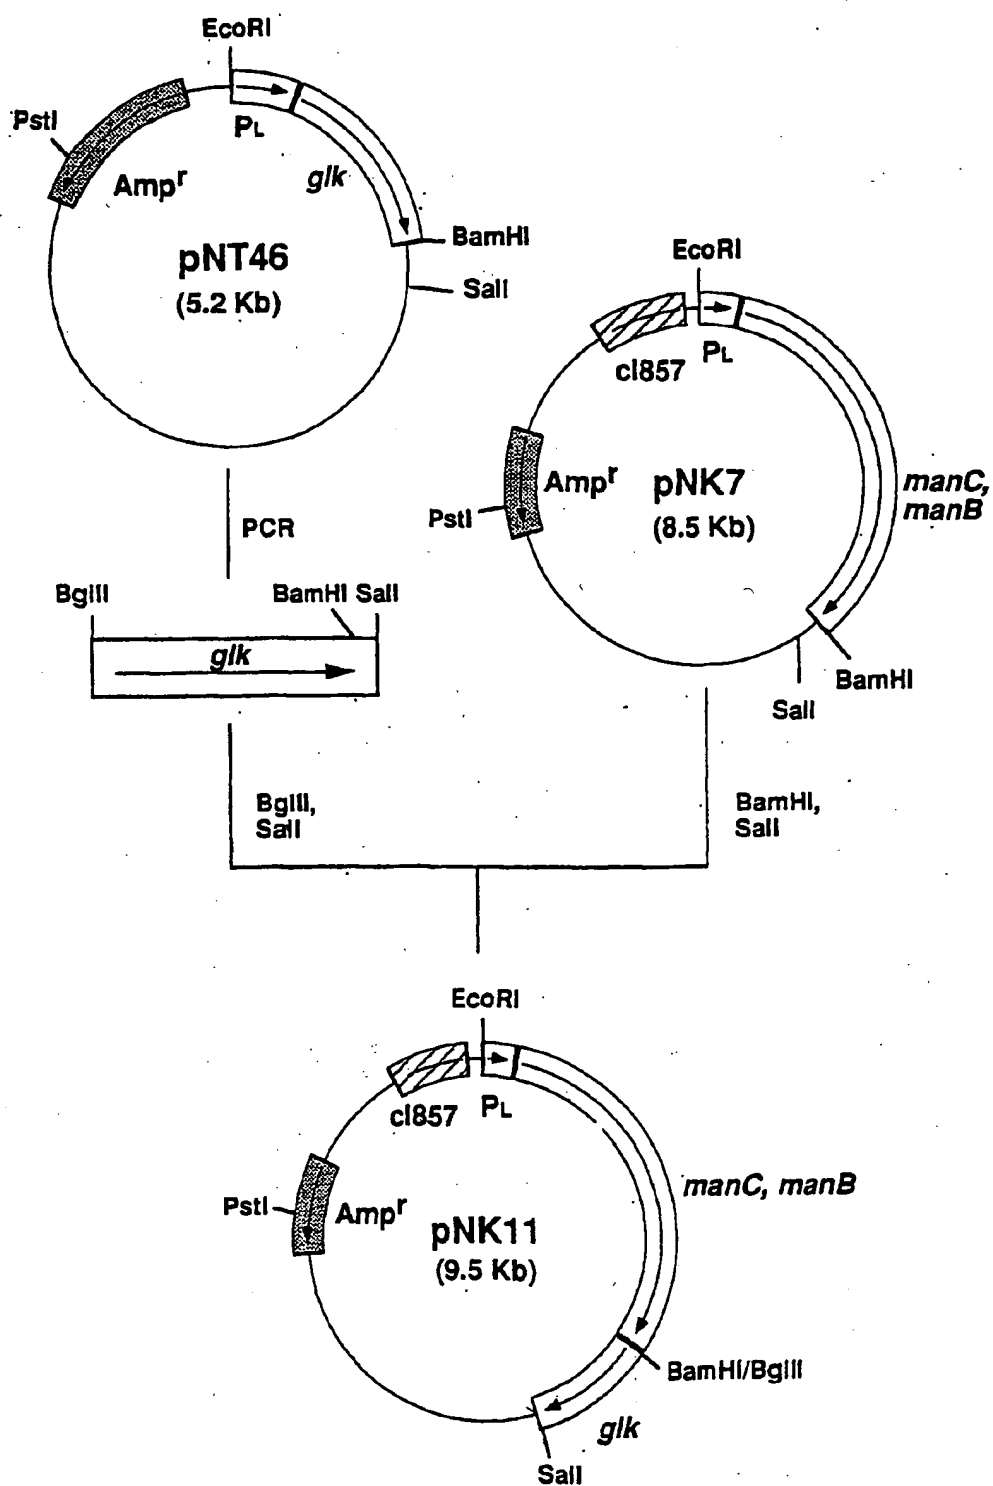 EcoRI
PstI
PL
Ampr
glk
BamHI
pNT46
(5.2 Kb)
SalI
EcoRI
cI857
PL
PCR
Ampr
pNK7
(8.5 Kb)
manC,
manB
PstI
BglII
BamHI SalI
glk
BamHI
SalI
BglII,
SalI
BamHI,
SalI
EcoRI
cI857
PL
manC, manB
PstI
Ampr
pNK11
(9.5 Kb)
BamHI/BglII
glk
SalI